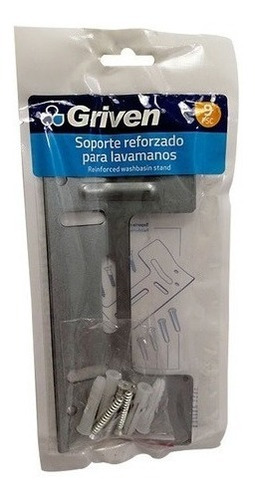 Griven
Soporte reforzado
para lavamanos
Reinforced washbasin stand